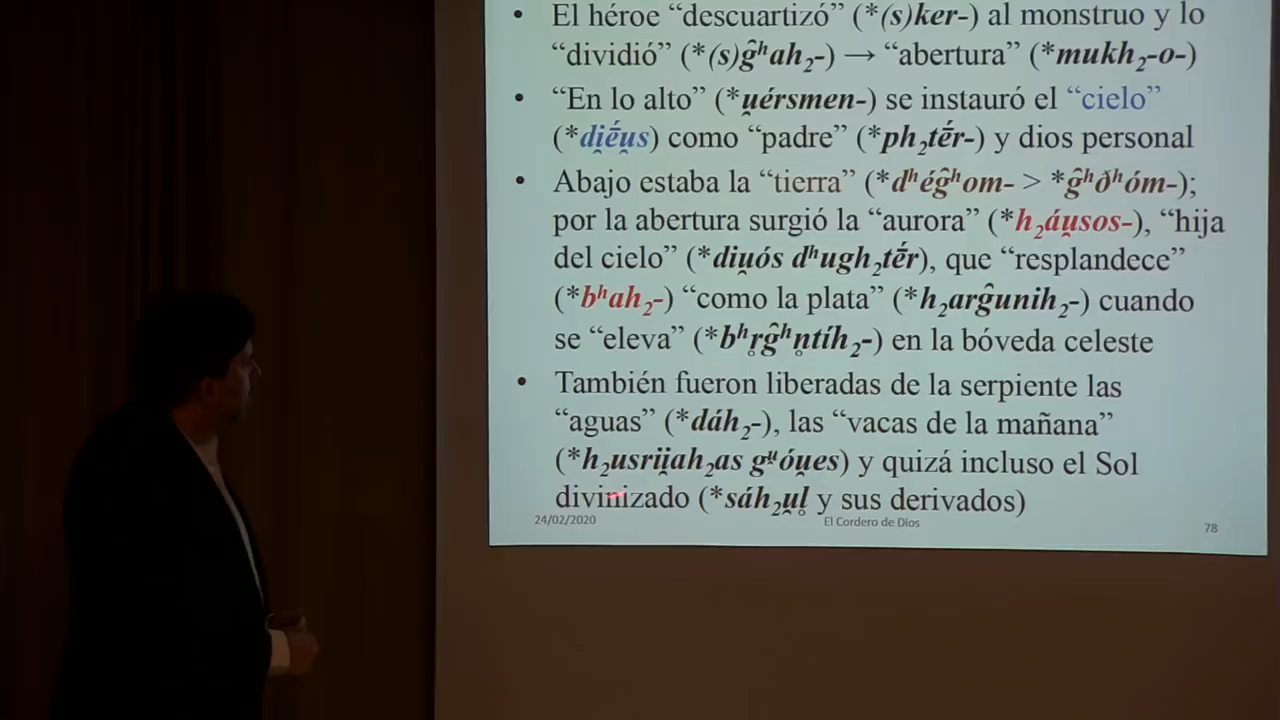 • El héroe “descuartizó” (*(s)ker-) al monstruo y lo
“dividió” (*(s)ĝʰah₂-) → “abertura” (*mukh₂-o-)
• “En lo alto” (*u̯érsmen-) se instauró el “cielo”
(*di̯ḗu̯s) como “padre” (*ph₂tḗr-) y dios personal
• Abajo estaba la “tierra” (*dʰéĝʰom- > *ĝʰðʰóm-);
por la abertura surgió la “aurora” (*h₂áu̯sos-), “hija
del cielo” (*diu̯ós dʰugh₂tḗr), que “resplandece”
(*bʰah₂-) “como la plata” (*h₂arĝunih₂-) cuando
se “eleva” (*bʰr̥ĝʰn̥tíh₂-) en la bóveda celeste
• También fueron liberadas de la serpiente las
“aguas” (*dáh₂-), las “vacas de la mañana”
(*h₂usrii̯ah₂as gᵘ̯óu̯es) y quizá incluso el Sol
divinizado (*sáh₂u̯l̥ y sus derivados)
24/02/2020 El Cordero de Dios 78